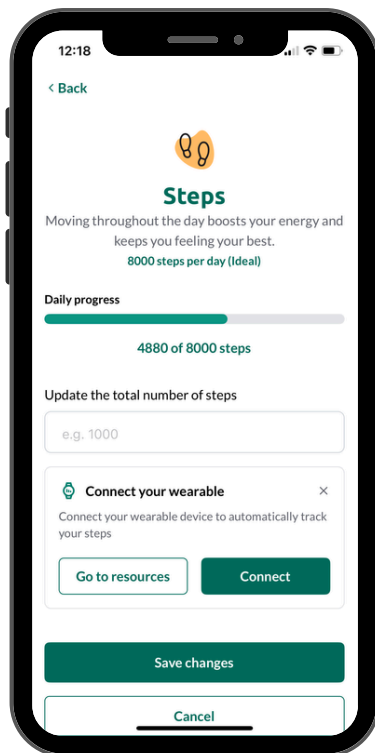 12:18
< Back
Steps
Moving throughout the day boosts your energy and
keeps you feeling your best.
8000 steps per day (Ideal)
Daily progress
4880 of 8000 steps
Update the total number of steps
e.g. 1000
Connect your wearable
Connect your wearable device to automatically track
your steps
Go to resources
Connect
Save changes
Cancel